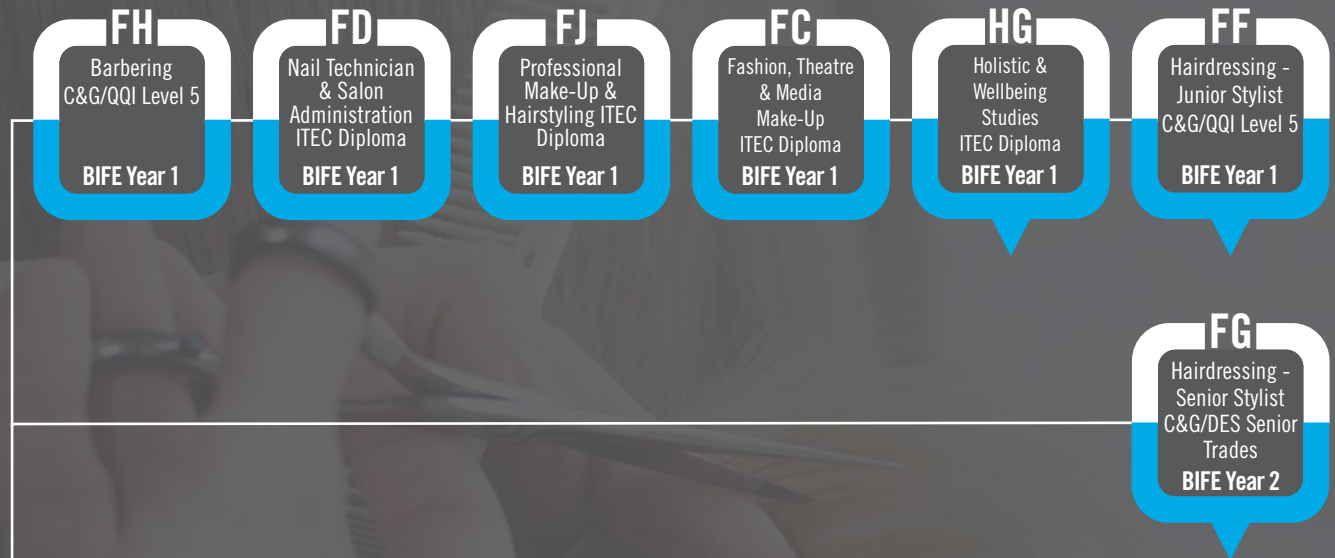 FH
Barbering
C&G/QQI Level 5
BIFE Year 1
FD
Nail Technician
& Salon
Administration
ITEC Diploma
BIFE Year 1
FJ
Professional
Make-Up &
Hairstyling ITEC
Diploma
BIFE Year 1
FC
Fashion, Theatre
& Media
Make-Up
ITEC Diploma
BIFE Year 1
HG
Holistic &
Wellbeing
Studies
ITEC Diploma
BIFE Year 1
FF
Hairdressing -
Junior Stylist
C&G/QQI Level 5
BIFE Year 1
FG
Hairdressing -
Senior Stylist
C&G/DES Senior
Trades
BIFE Year 2